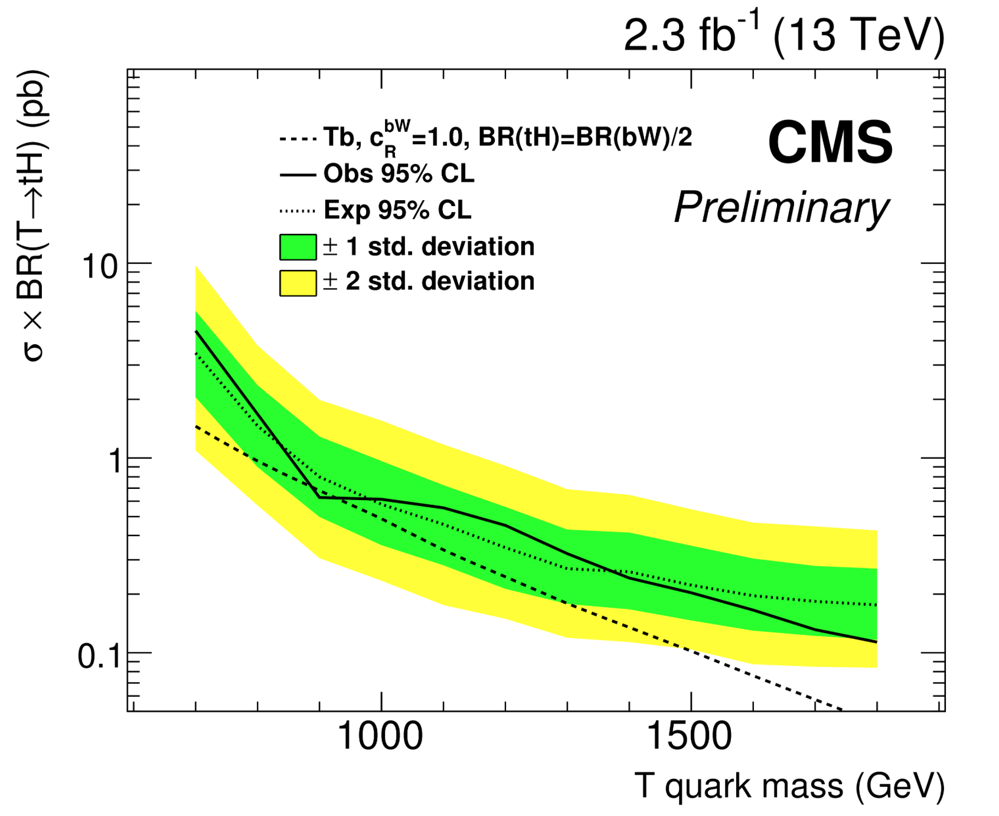 2.3 fb⁻¹ (13 TeV)
σ × BR(T→tH) (pb)
CMS
Preliminary
Tb, c_R^bW=1.0, BR(tH)=BR(bW)/2
Obs 95% CL
Exp 95% CL
± 1 std. deviation
± 2 std. deviation
10
1
0.1
1000 1500
T quark mass (GeV)